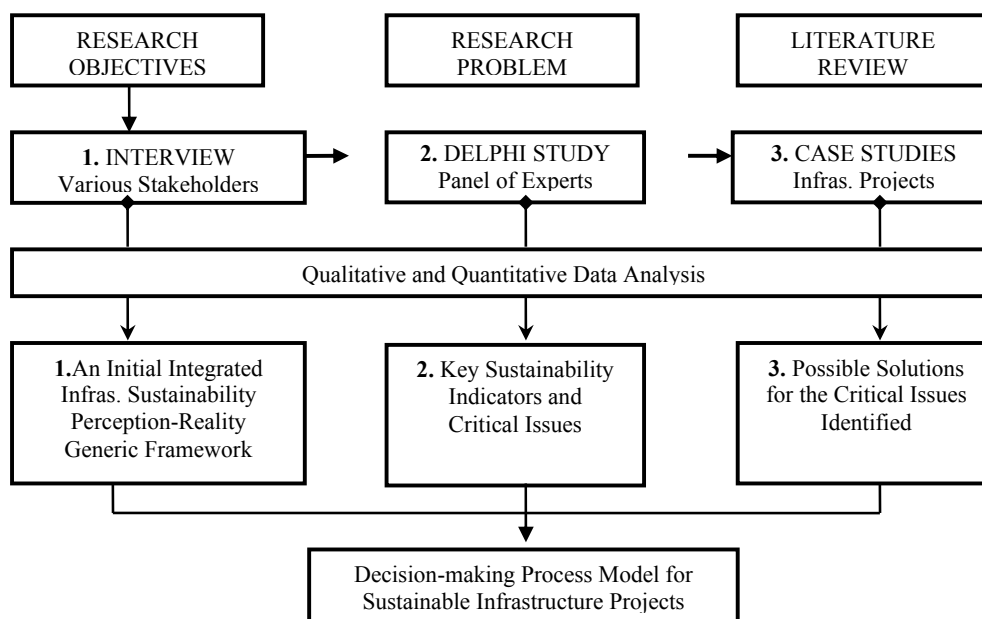 RESEARCH
OBJECTIVES
RESEARCH
PROBLEM
LITERATURE
REVIEW
1. INTERVIEW
Various Stakeholders
2. DELPHI STUDY
Panel of Experts
3. CASE STUDIES
Infras. Projects
Qualitative and Quantitative Data Analysis
1.An Initial Integrated
Infras. Sustainability
Perception-Reality
Generic Framework
2. Key Sustainability
Indicators and
Critical Issues
3. Possible Solutions
for the Critical Issues
Identified
Decision-making Process Model for
Sustainable Infrastructure Projects